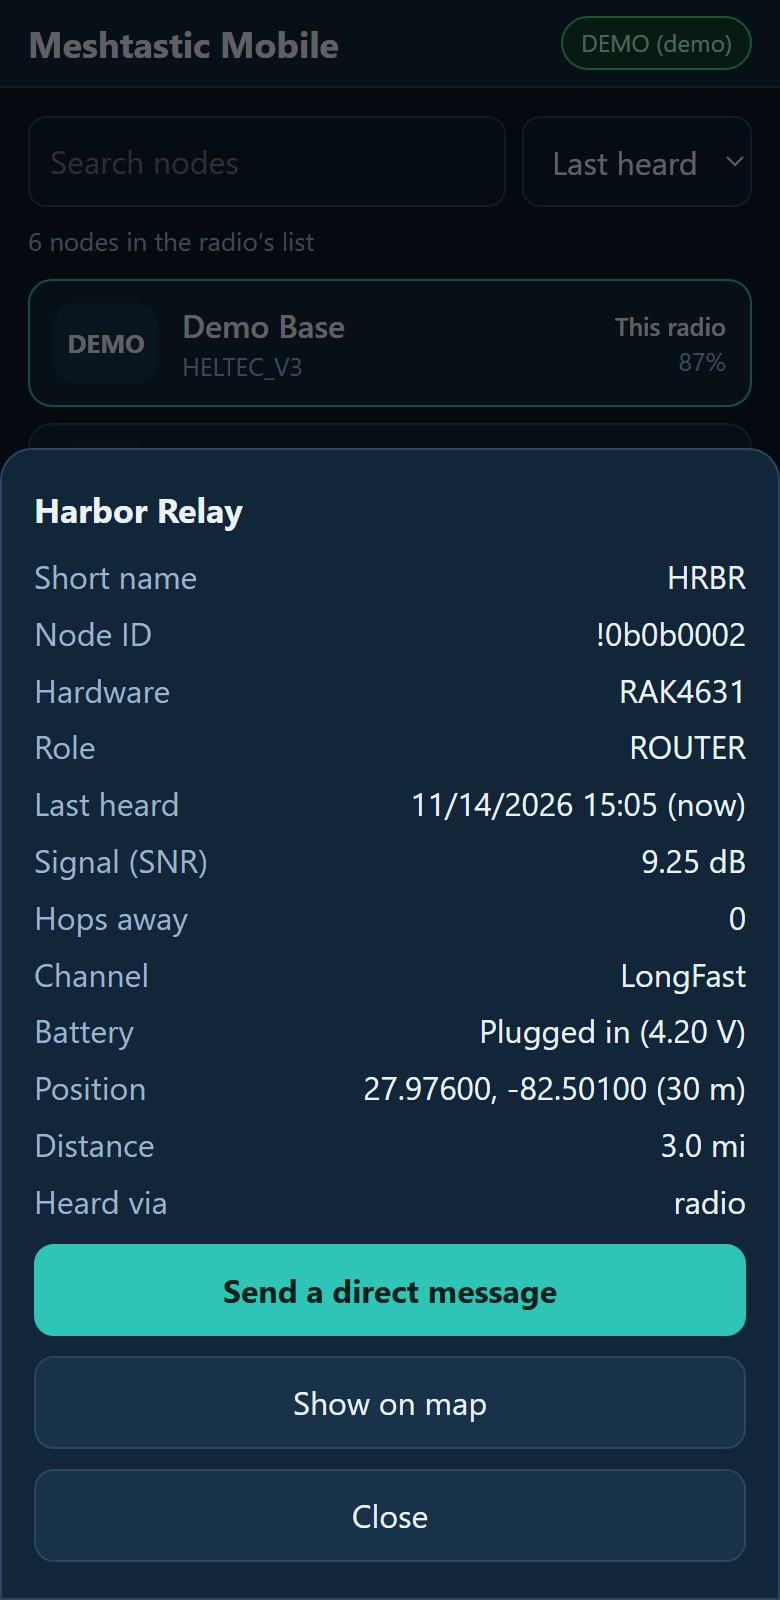 Meshtastic Mobile
DEMO (demo)
Search nodes
Last heard
6 nodes in the radio’s list
DEMO
Demo Base
HELTEC_V3
This radio
87%
Harbor Relay
Short name HRBR
Node ID !0b0b0002
Hardware RAK4631
Role ROUTER
Last heard 11/14/2026 15:05 (now)
Signal (SNR) 9.25 dB
Hops away 0
Channel LongFast
Battery Plugged in (4.20 V)
Position 27.97600, -82.50100 (30 m)
Distance 3.0 mi
Heard via radio
Send a direct message
Show on map
Close